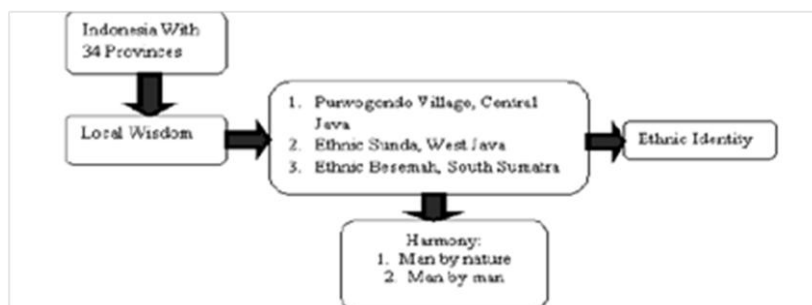 Indonesia With
34 Provinces
Local Wisdom
1. Purwogondo Village, Central
Java
2. Ethnic Sunda, West Java
3. Ethnic Besemah, South Sumatra
Ethnic Identity
Harmony:
1. Man by nature
2. Man by man